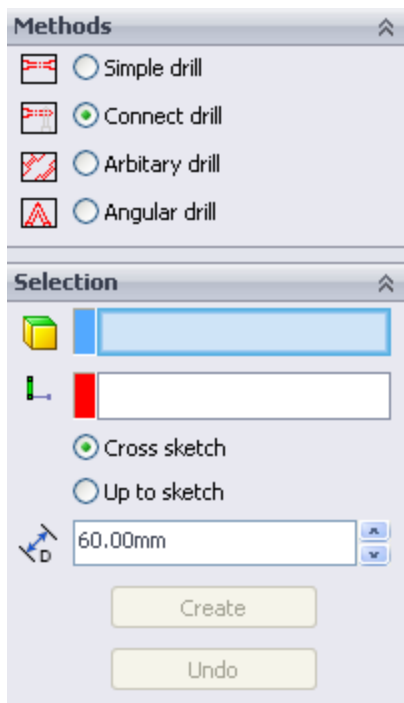 Methods
Simple drill
Connect drill
Arbitary drill
Angular drill
Selection
Cross sketch
Up to sketch
D
60.00mm
Create
Undo